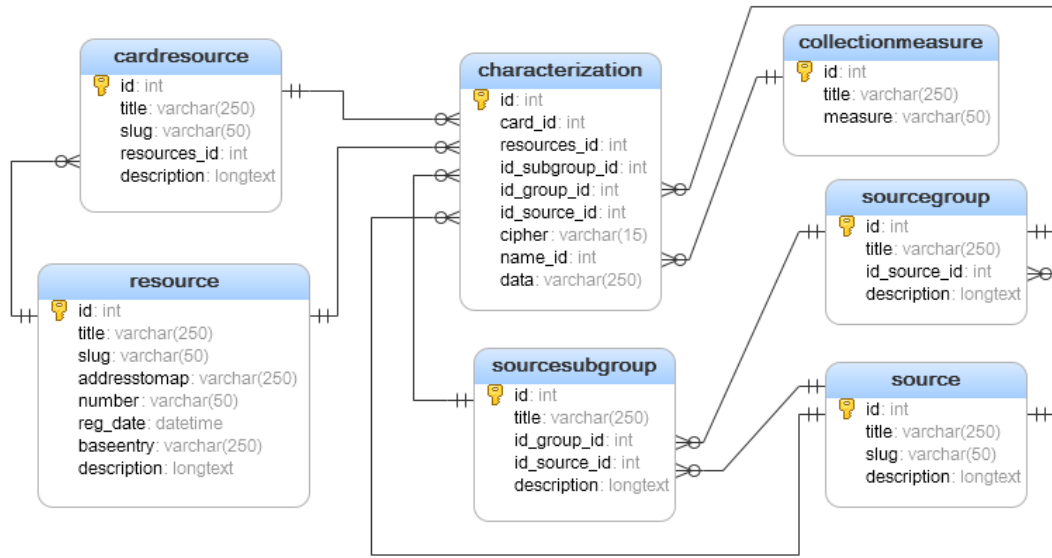 cardresource
id: int
title: varchar(250)
slug: varchar(50)
resources_id: int
description: longtext
resource
id: int
title: varchar(250)
slug: varchar(50)
addresstomap: varchar(250)
number: varchar(50)
reg_date: datetime
baseentry: varchar(250)
description: longtext
characterization
id: int
card_id: int
resources_id: int
id_subgroup_id: int
id_group_id: int
id_source_id: int
cipher: varchar(15)
name_id: int
data: varchar(250)
sourcesubgroup
id: int
title: varchar(250)
id_group_id: int
id_source_id: int
description: longtext
collectionmeasure
id: int
title: varchar(250)
measure: varchar(50)
sourcegroup
id: int
title: varchar(250)
id_source_id: int
description: longtext
source
id: int
title: varchar(250)
slug: varchar(50)
description: longtext